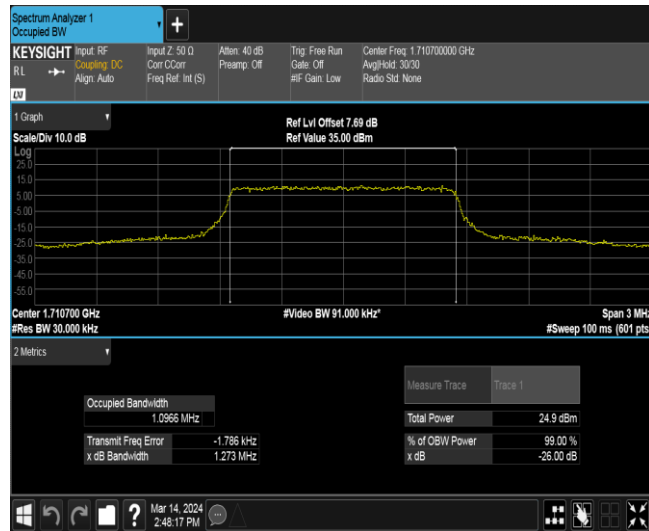 Spectrum Analyzer 1
Occupied BW
+
KEYSIGHT
RL
LXI
Input: RF
Coupling: DC
Align: Auto
Input Z: 50 Ω
Corr CCorr
Freq Ref: Int (S)
Atten: 40 dB
Preamp: Off
Trig: Free Run
Gate: Off
#IF Gain: Low
Center Freq: 1.710700000 GHz
Avg|Hold: 30/30
Radio Std: None
1 Graph
Scale/Div 10.0 dB
Ref Lvl Offset 7.69 dB
Ref Value 35.00 dBm
Log
25.0
15.0
5.00
-5.00
-15.0
-25.0
-35.0
-45.0
-55.0
Center 1.710700 GHz
#Video BW 91.000 kHz*
Span 3 MHz
#Res BW 30.000 kHz
#Sweep 100 ms (601 pts
2 Metrics
Measure Trace Trace 1
Occupied Bandwidth
1.0966 MHz
Total Power 24.9 dBm
Transmit Freq Error -1.786 kHz
% of OBW Power 99.00 %
x dB Bandwidth 1.273 MHz
x dB -26.00 dB
?
Mar 14, 2024
2:48:17 PM